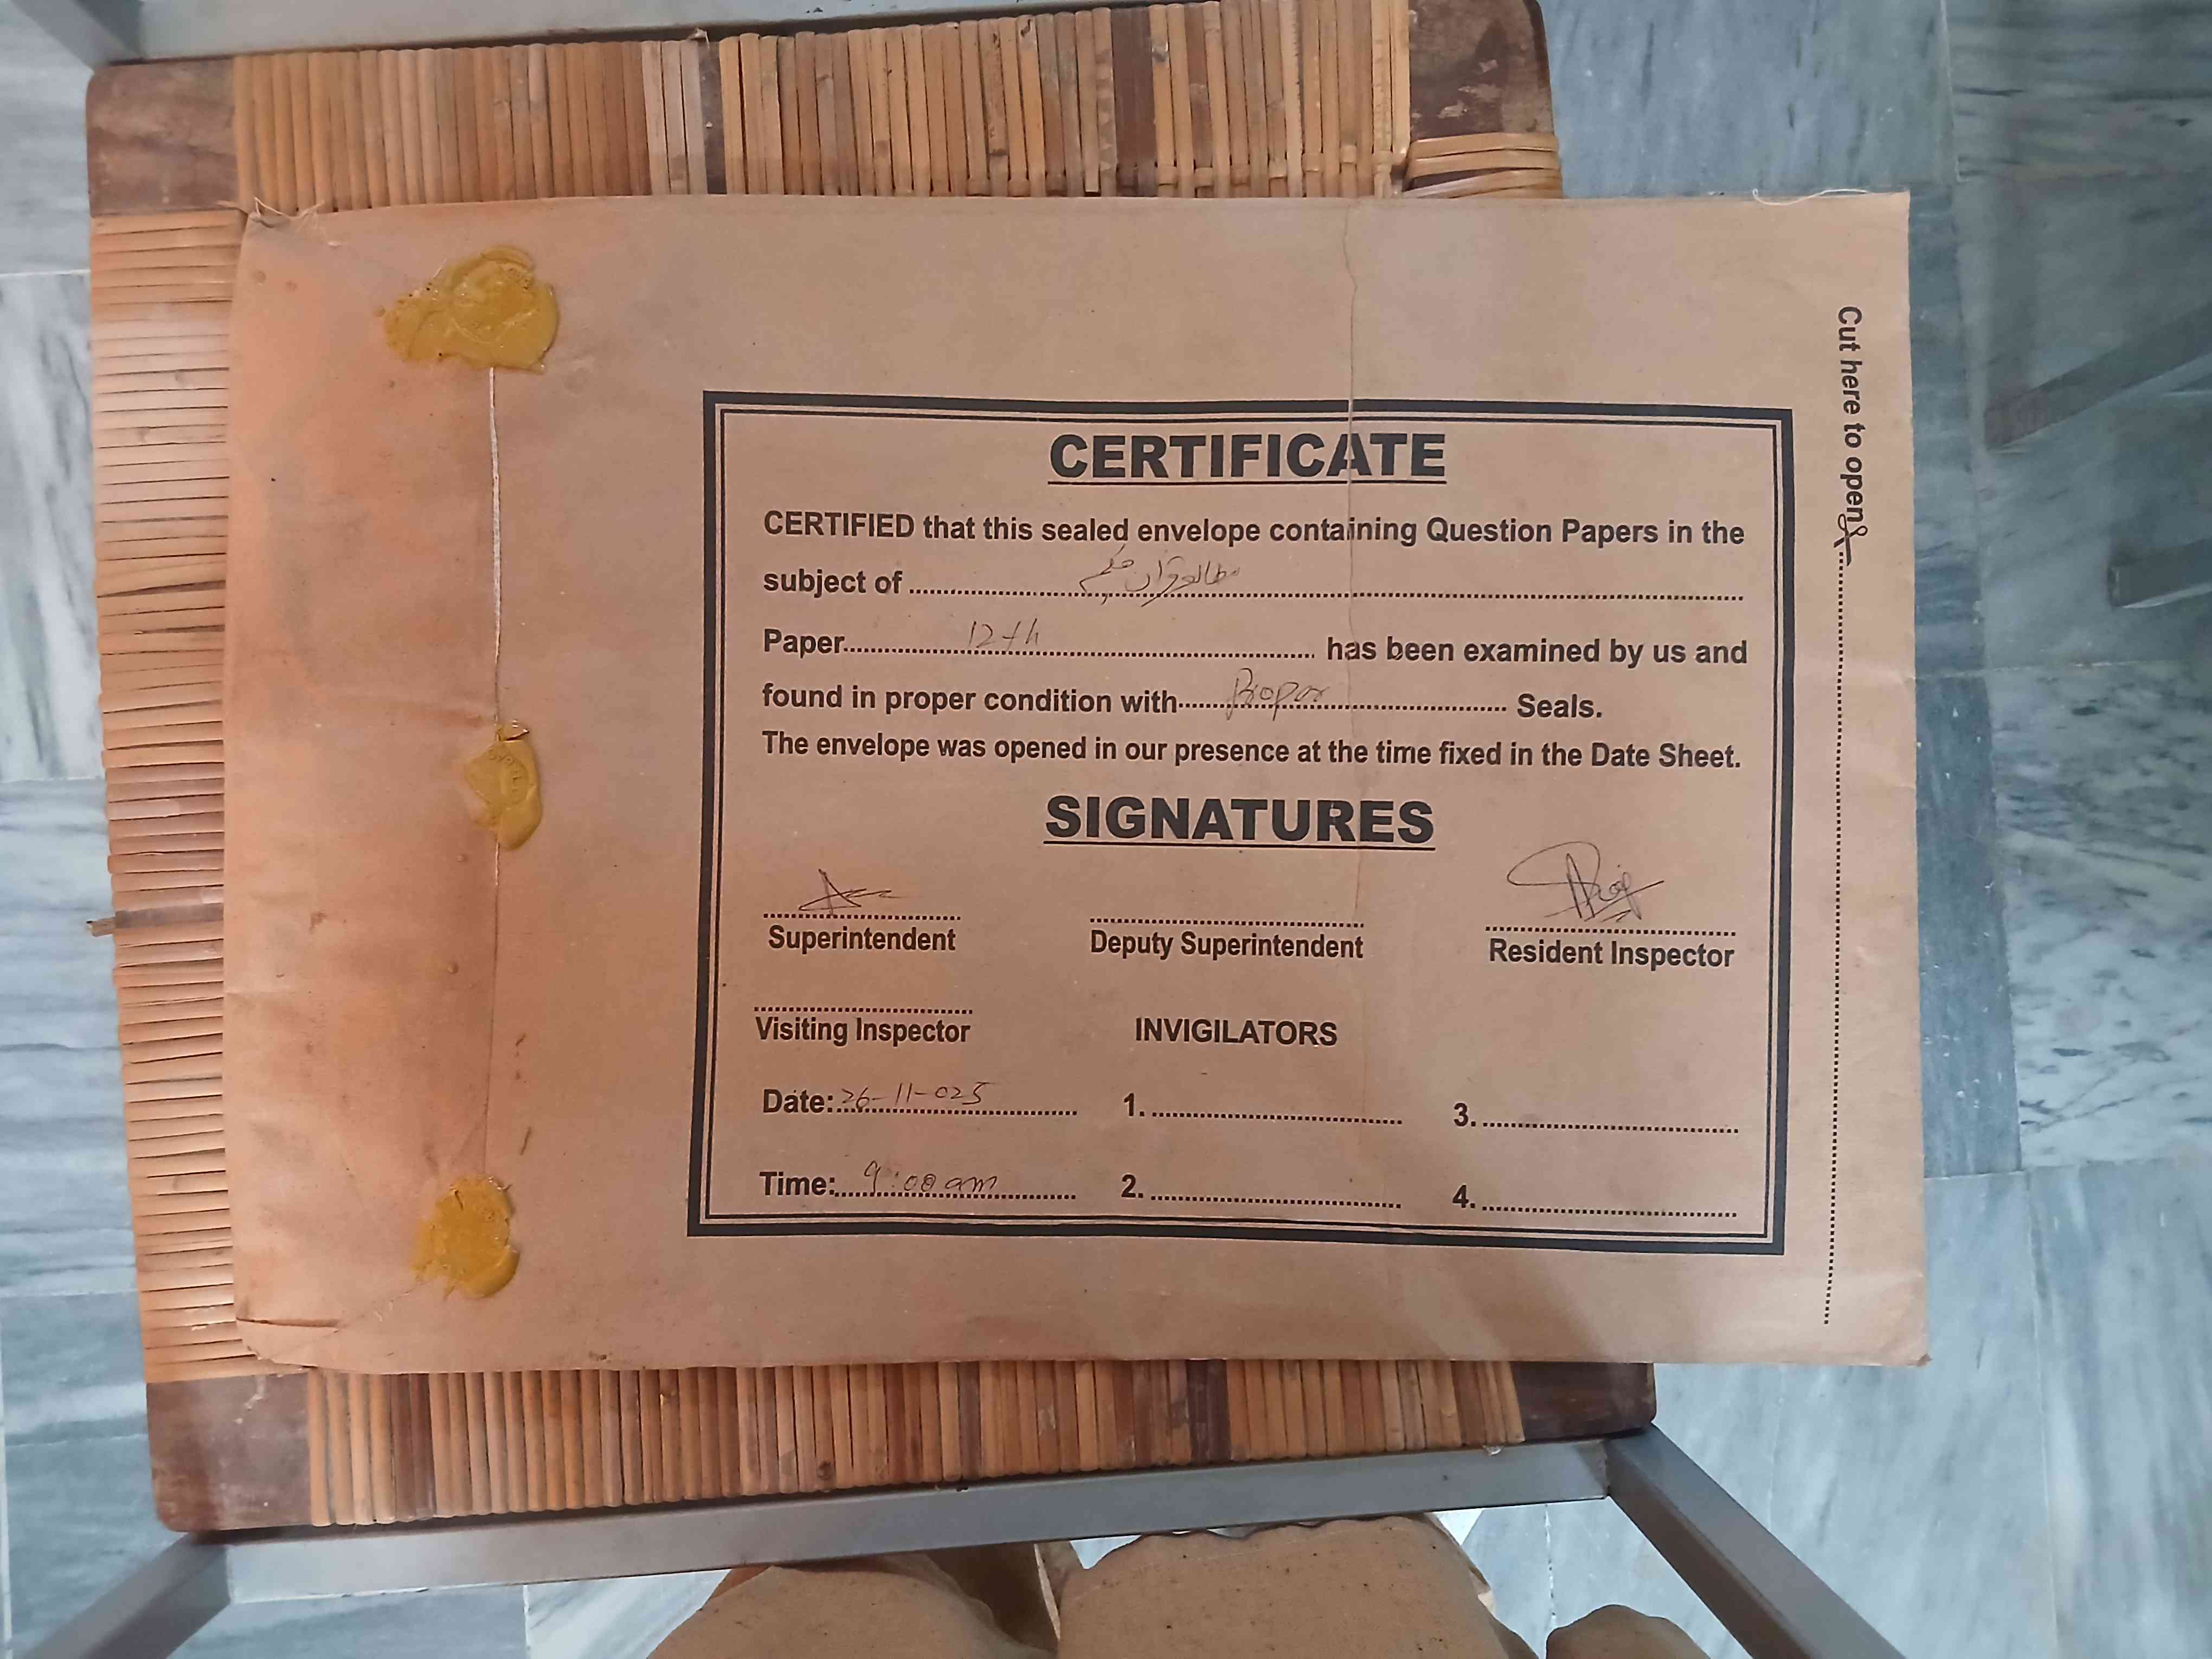 CERTIFICATE
CERTIFIED that this sealed envelope containing Question Papers in the
subject of مطالعہ قرآن حکیم
Paper 12th has been examined by us and
found in proper condition with Propar Seals.
The envelope was opened in our presence at the time fixed in the Date Sheet.
SIGNATURES
Superintendent Deputy Superintendent Resident Inspector
Visiting Inspector INVIGILATORS
Date: 26-11-025 1. 3.
Time: 9:00 am 2. 4.
Cut here to open